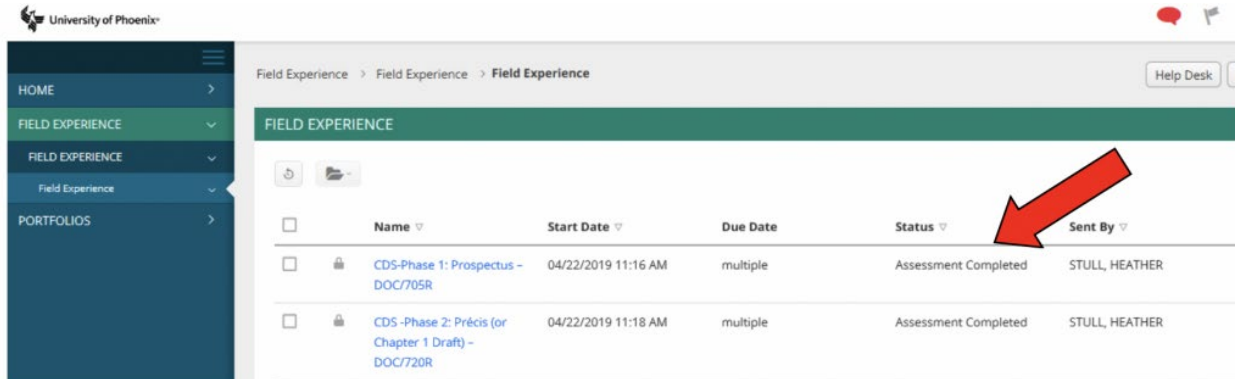 University of Phoenix®
HOME
FIELD EXPERIENCE
FIELD EXPERIENCE
Field Experience
PORTFOLIOS
Field Experience > Field Experience > Field Experience
Help Desk
FIELD EXPERIENCE
Name Start Date Due Date Status Sent By
CDS-Phase 1: Prospectus – 04/22/2019 11:16 AM multiple Assessment Completed STULL, HEATHER
DOC/705R
CDS -Phase 2: Précis (or 04/22/2019 11:18 AM multiple Assessment Completed STULL, HEATHER
Chapter 1 Draft) –
DOC/720R